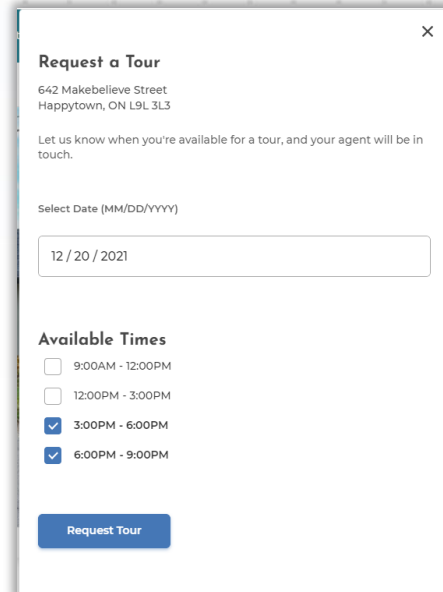 Request a Tour
642 Makebelieve Street
Happytown, ON L9L 3L3
Let us know when you're available for a tour, and your agent will be in
touch.
Select Date (MM/DD/YYYY)
12 / 20 / 2021
Available Times
9:00AM - 12:00PM
12:00PM - 3:00PM
3:00PM - 6:00PM
6:00PM - 9:00PM
Request Tour